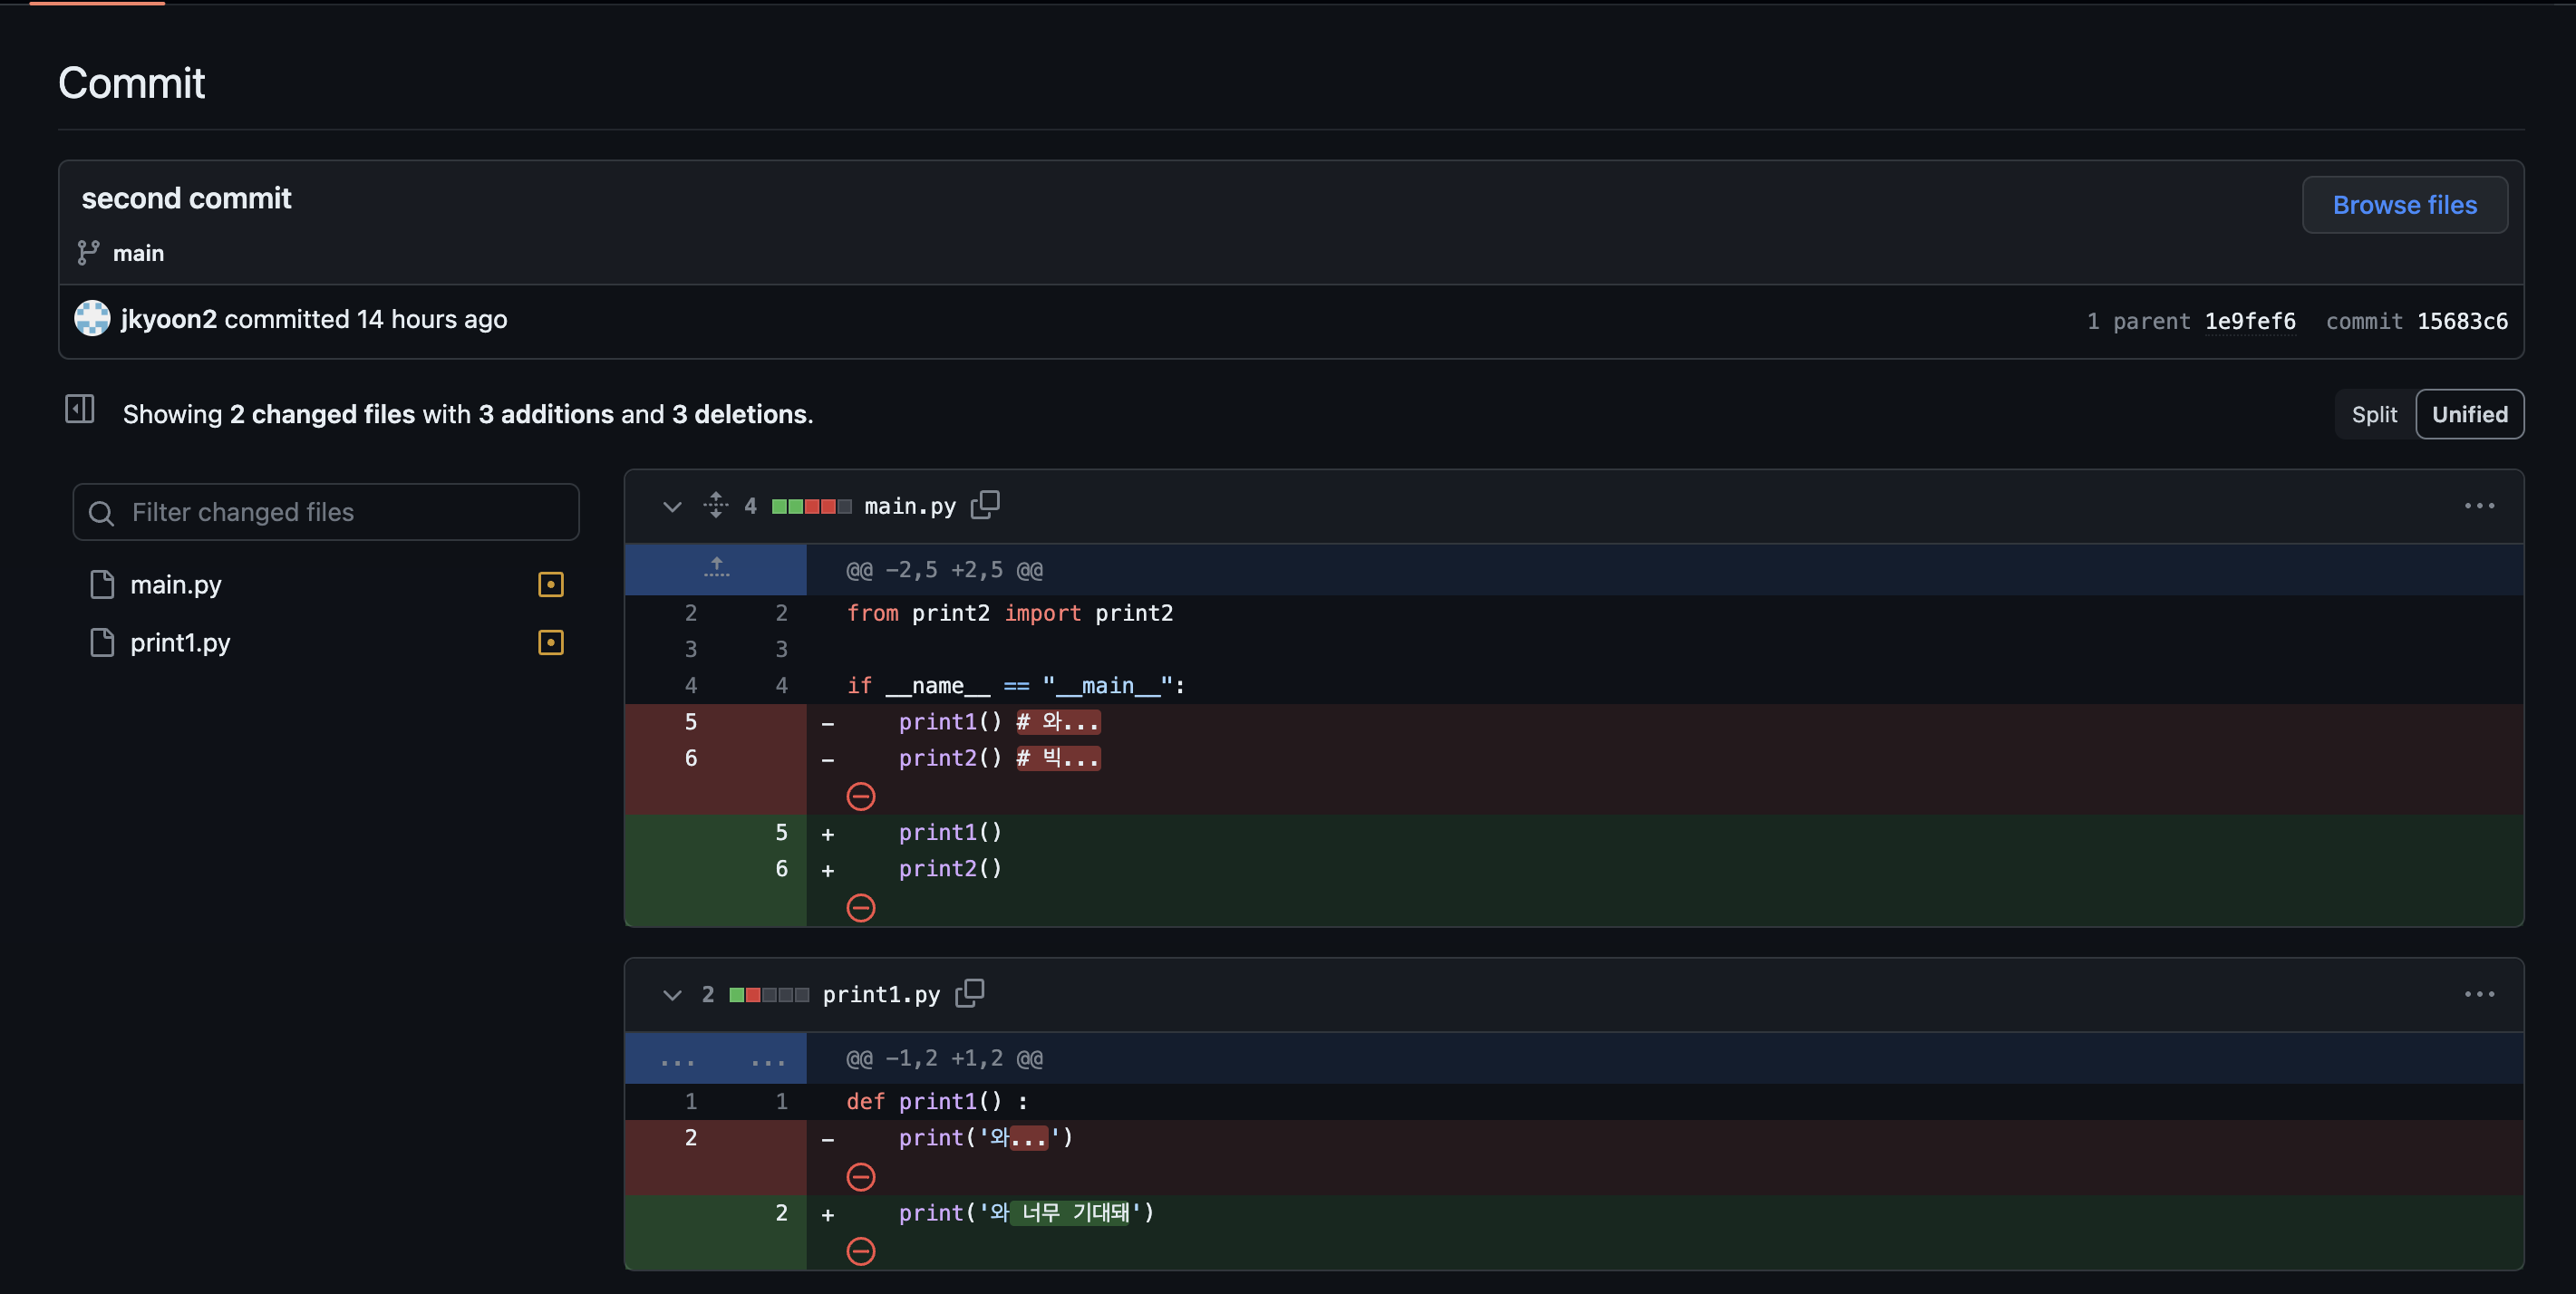 Commit
second commit
Browse files
main
jkyoon2 committed 14 hours ago
1 parent 1e9fef6 commit 15683c6
Showing 2 changed files with 3 additions and 3 deletions.
Split Unified
Filter changed files
main.py
print1.py
4 main.py
@@ -2,5 +2,5 @@
2 2 from print2 import print2
3 3
4 4 if __name__ == "__main__":
5 - print1() # 와...
6 - print2() # 빅...
5 + print1()
6 + print2()
2 print1.py
... ... @@ -1,2 +1,2 @@
1 1 def print1() :
2 - print('와...')
2 + print('와 너무 기대돼')